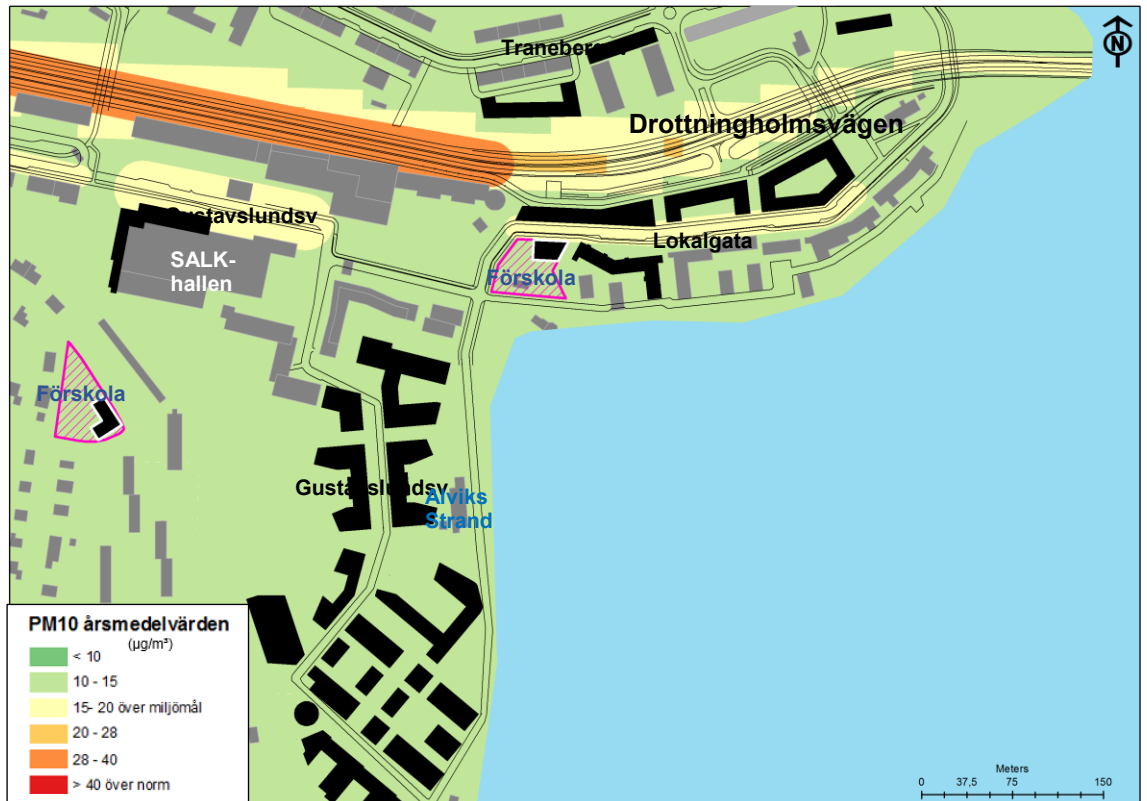 N
Tranebergs
Drottningholmsvägen
Gustavslundsv
Lokalgata
SALK-
hallen
Förskola
Förskola
Gustavslundsv
Alviks
Strand
PM10 årsmedelvärden
(µg/m³)
< 10
10 - 15
15- 20 över miljömål
20 - 28
28 - 40
> 40 över norm
Meters
0 37,5 75 150